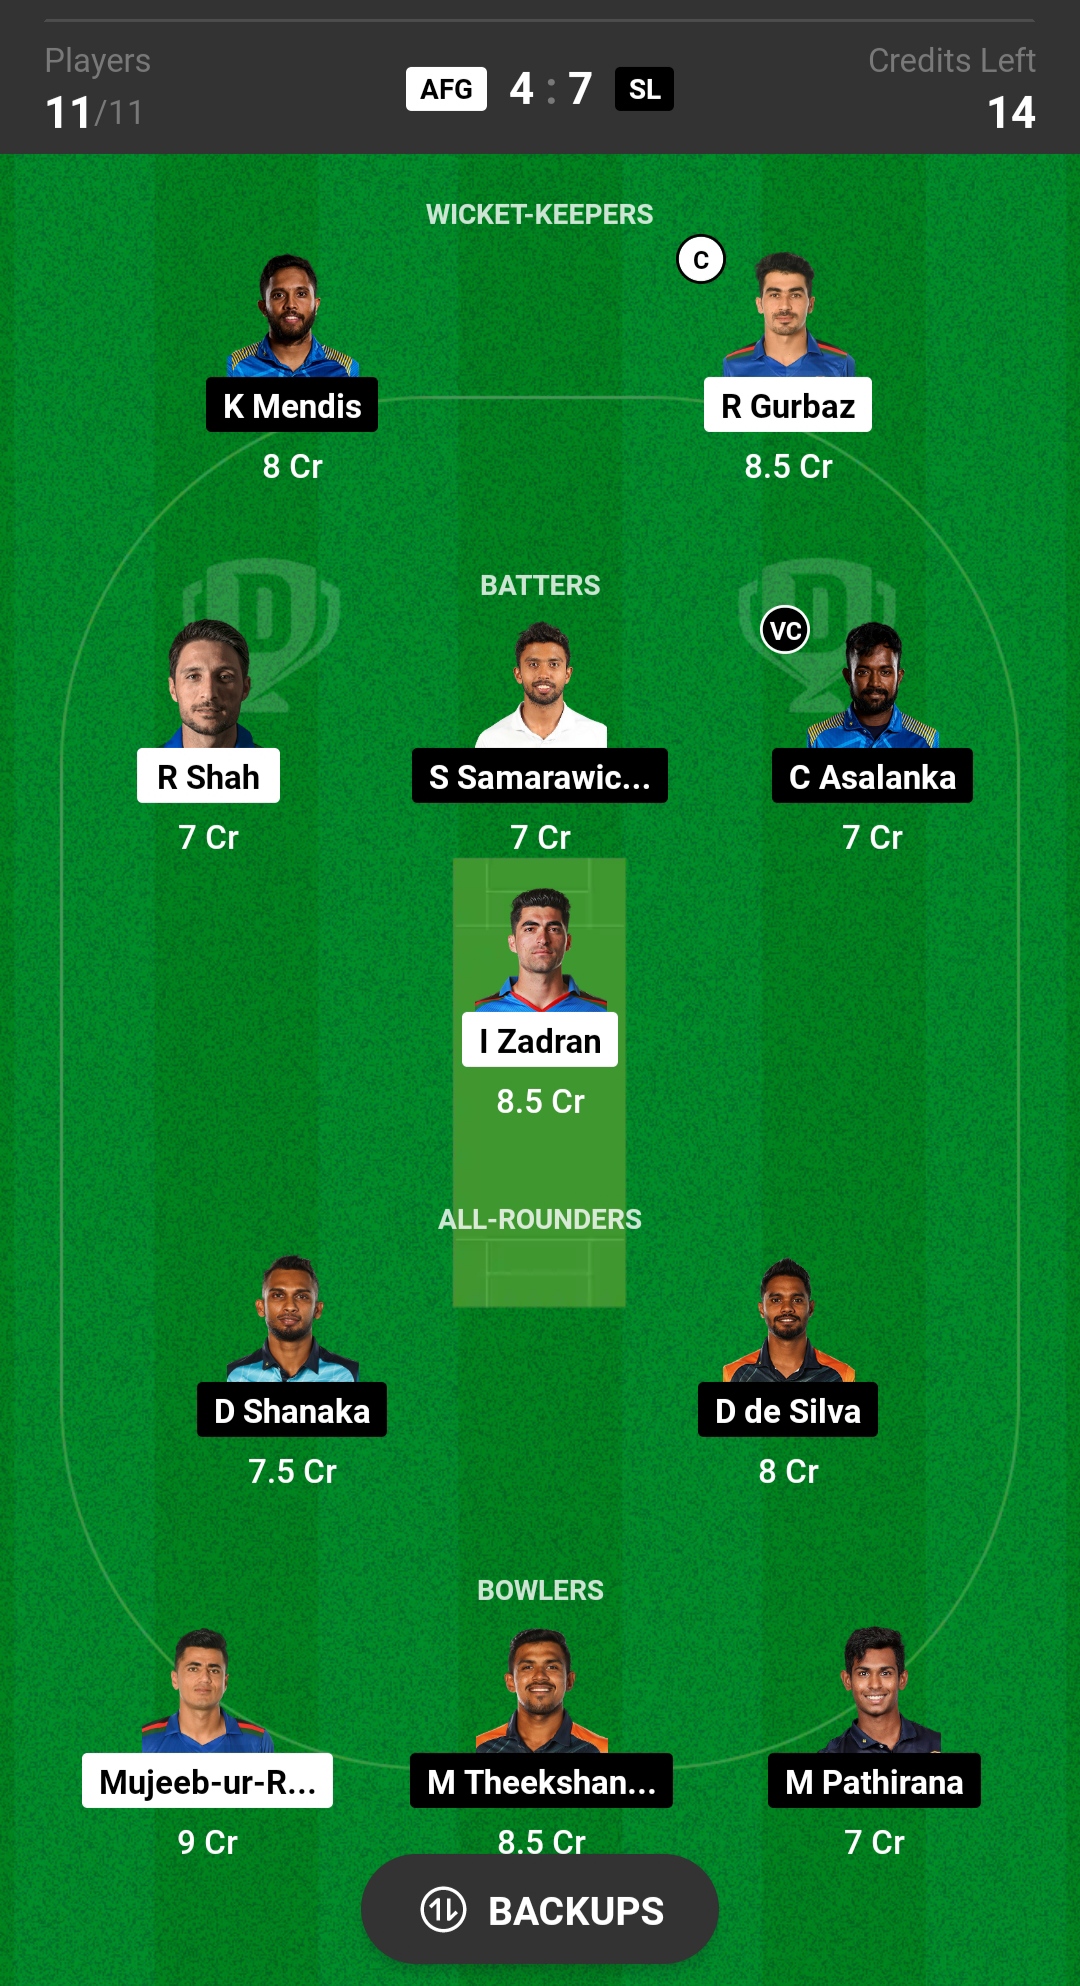 Players
Credits Left
11/11
AFG 4 : 7 SL
14
WICKET-KEEPERS
C
K Mendis
R Gurbaz
8 Cr
8.5 Cr
BATTERS
VC
R Shah
S Samarawic...
C Asalanka
7 Cr
7 Cr
7 Cr
I Zadran
8.5 Cr
ALL-ROUNDERS
D Shanaka
D de Silva
7.5 Cr
8 Cr
BOWLERS
Mujeeb-ur-R...
M Theekshan...
M Pathirana
9 Cr
8.5 Cr
7 Cr
BACKUPS